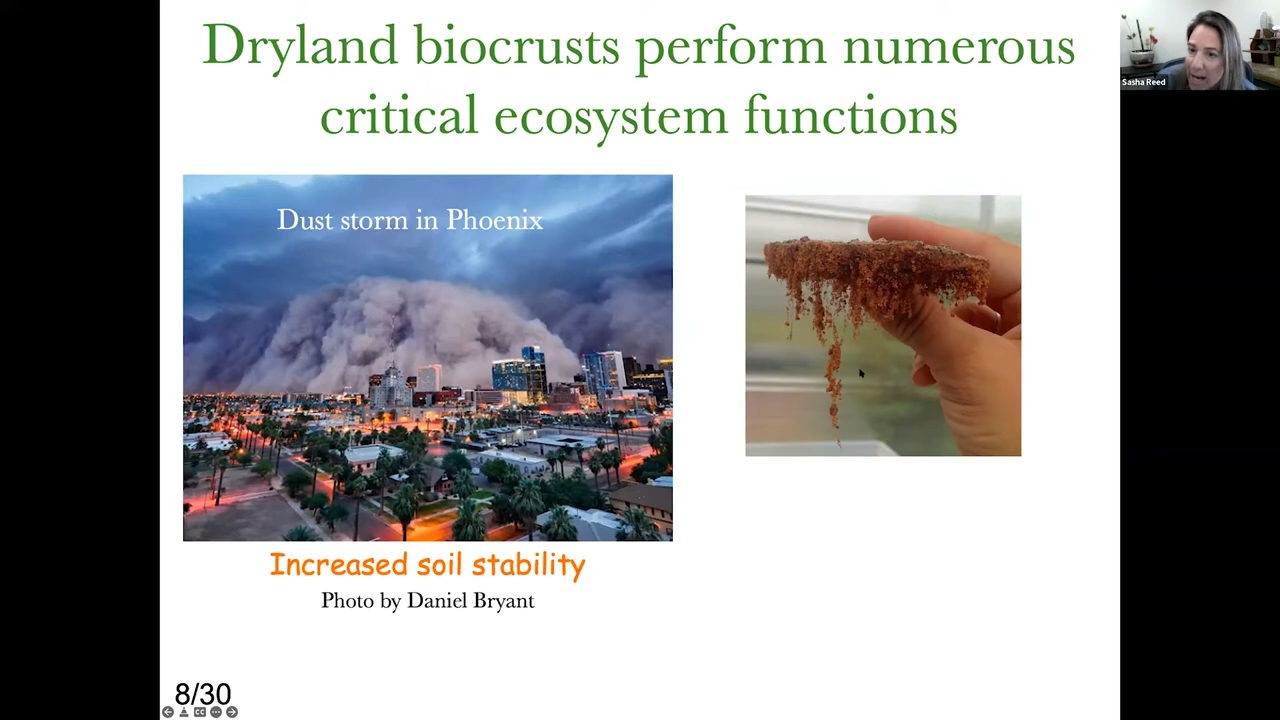 Dryland biocrusts perform numerous
critical ecosystem functions
Sasha Reed
Dust storm in Phoenix
Increased soil stability
Photo by Daniel Bryant
8/30